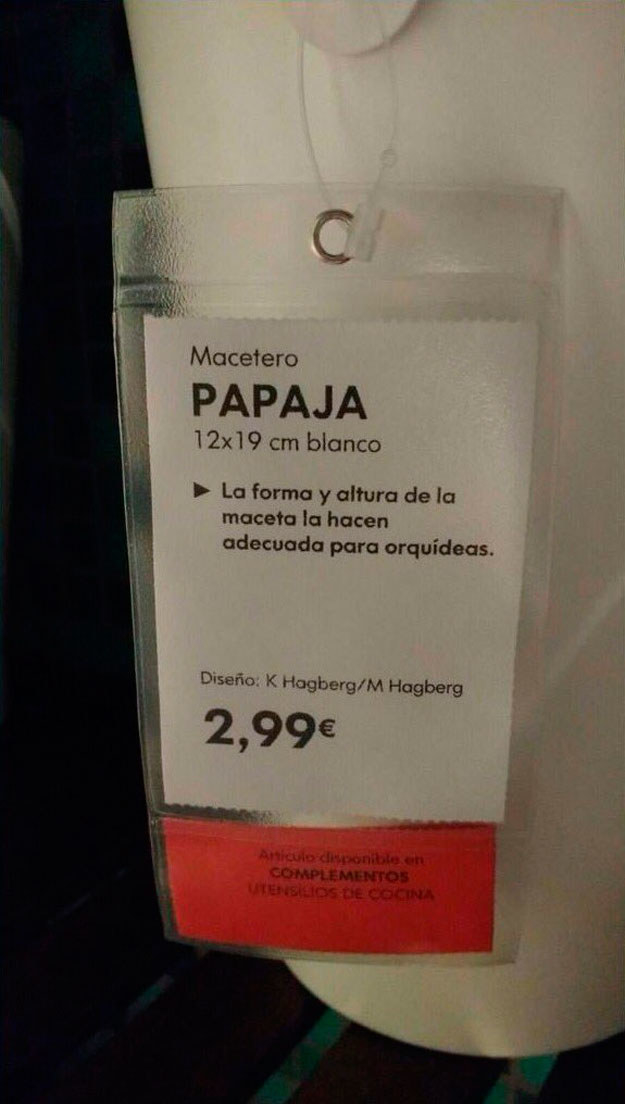 Macetero
PAPAJA
12x19 cm blanco
▶ La forma y altura de la
maceta la hacen
adecuada para orquídeas.
Diseño: K Hagberg/M Hagberg
2,99€
Artículo disponible en
COMPLEMENTOS
UTENSILIOS DE COCINA